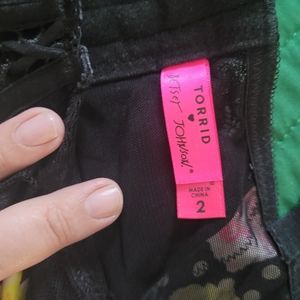 TORRID
BETSEY JOHNSON®
MADE IN
CHINA
2